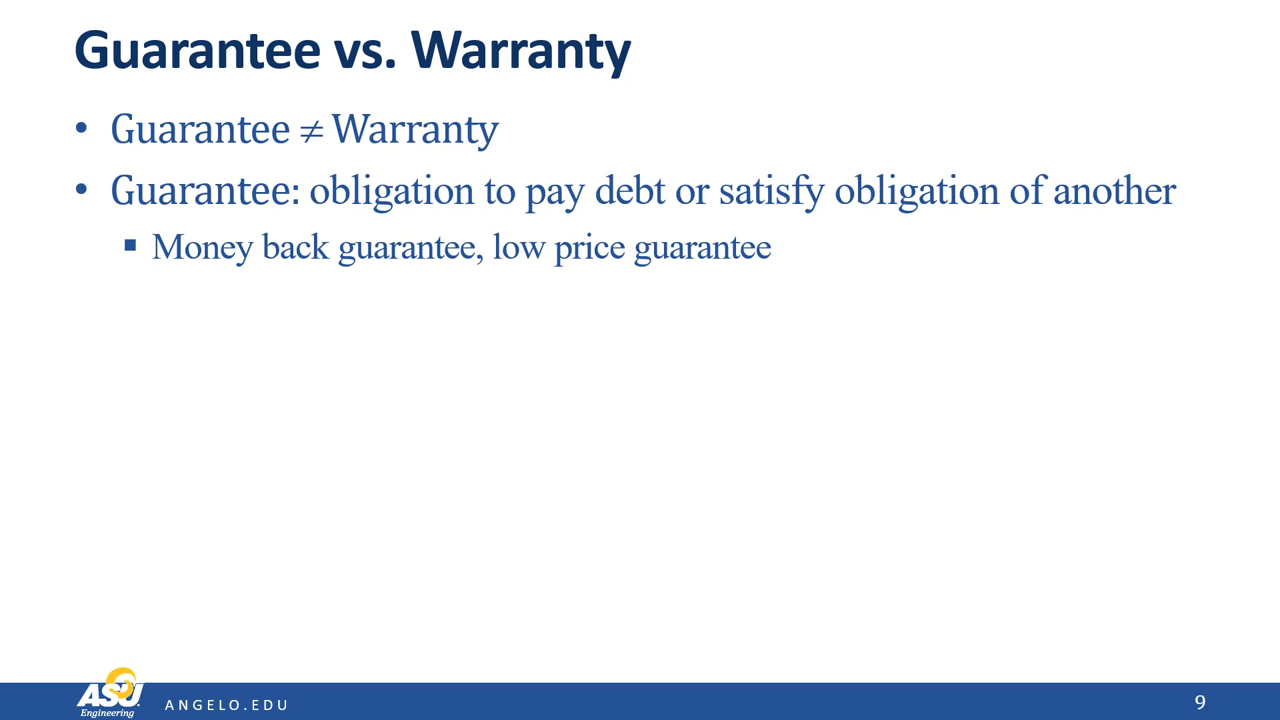 Guarantee vs. Warranty
• Guarantee ≠ Warranty
• Guarantee: obligation to pay debt or satisfy obligation of another
▪ Money back guarantee, low price guarantee
ASU
Engineering
ANGELO.EDU
9